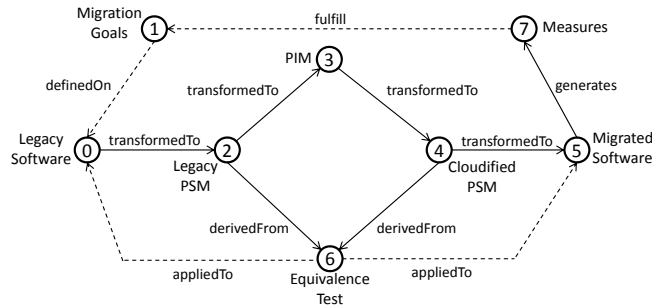 Migration
Goals
1
fulfill
7
Measures
PIM
3
definedOn
transformedTo
transformedTo
generates
Legacy
Software
0
transformedTo
2
Legacy
PSM
4
Cloudified
PSM
transformedTo
5
Migrated
Software
derivedFrom
derivedFrom
6
appliedTo
appliedTo
Equivalence
Test